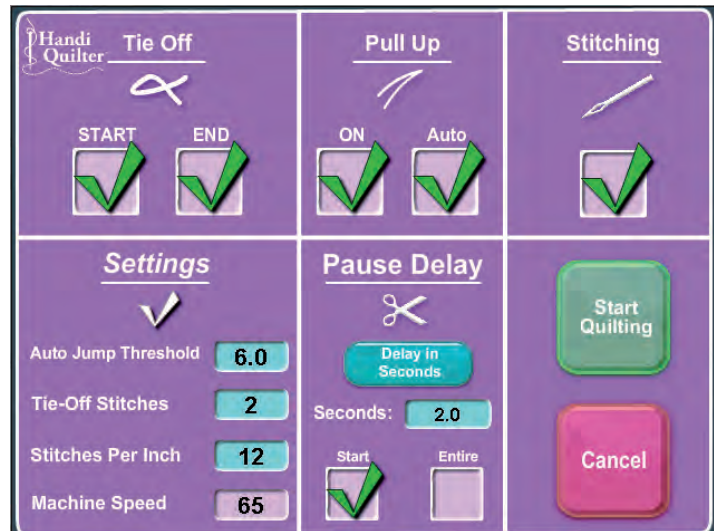 Handi
Quilter
Tie Off
START END
Pull Up
ON Auto
Stitching
Settings
Auto Jump Threshold 6.0
Tie-Off Stitches 2
Stitches Per Inch 12
Machine Speed 65
Pause Delay
Delay in
Seconds
Seconds: 2.0
Start Entire
Start
Quilting
Cancel